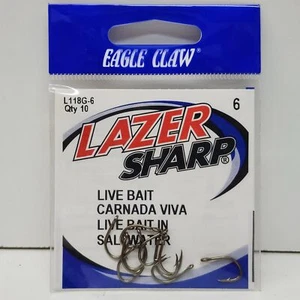 EAGLE CLAW®
L118G-6
Qty 10
6
LAZER
SHARP®
LIVE BAIT
CARNADA VIVA
LIVE BAIT IN
SALTWATER